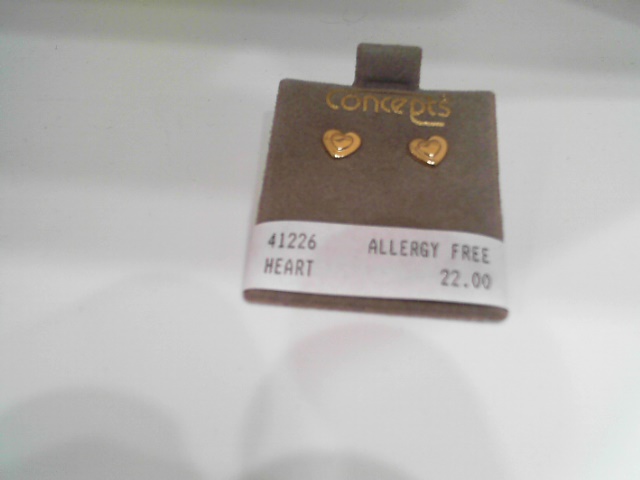 concepts
41226 ALLERGY FREE
HEART 22.00